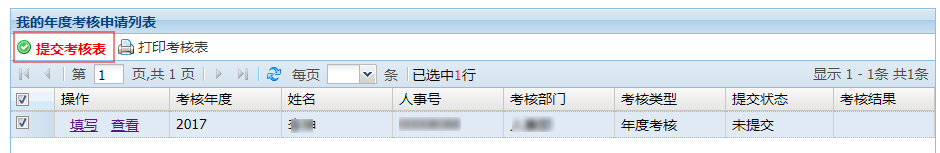 我的年度考核申请列表
提交考核表 打印考核表
第 1 页,共 1 页 每页 条 已选中1行 显示 1 - 1条 共1条
操作 考核年度 姓名 人事号 考核部门 考核类型 提交状态 考核结果
填写 查看 2017 年度考核 未提交